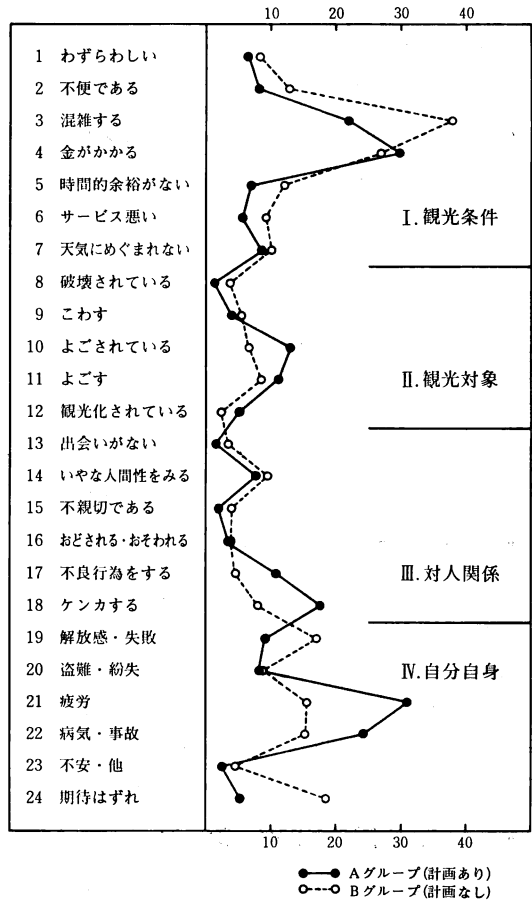 10 20 30 40
1 わずらわしい
2 不便である
3 混雑する
4 金がかかる
5 時間的余裕がない
6 サービス悪い
Ⅰ.観光条件
7 天気にめぐまれない
8 破壊されている
9 こわす
10 よごされている
11 よごす
Ⅱ.観光対象
12 観光化されている
13 出会いがない
14 いやな人間性をみる
15 不親切である
16 おどされる・おそわれる
17 不良行為をする
Ⅲ.対人関係
18 ケンカする
19 解放感・失敗
20 盗難・紛失
Ⅳ.自分自身
21 疲労
22 病気・事故
23 不安・他
24 期待はずれ
10 20 30 40
Aグループ(計画あり)
Bグループ(計画なし)